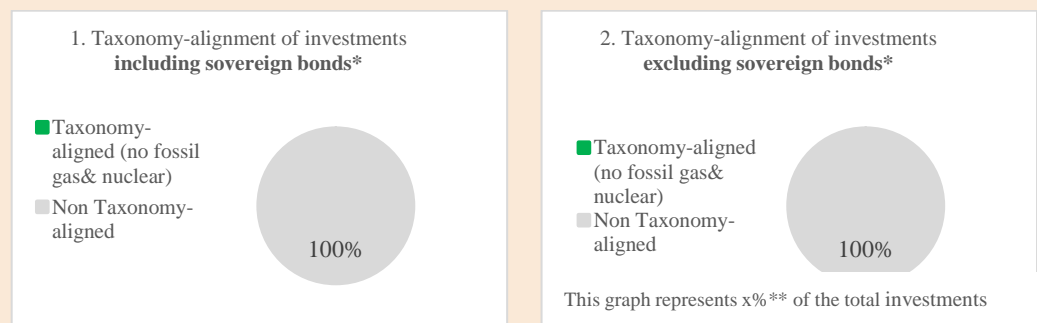 1. Taxonomy-alignment of investments
including sovereign bonds*
Taxonomy-
aligned (no fossil
gas& nuclear)
Non Taxonomy-
aligned
100%
2. Taxonomy-alignment of investments
excluding sovereign bonds*
Taxonomy-aligned
(no fossil gas&
nuclear)
Non Taxonomy-
aligned
100%
This graph represents x%** of the total investments